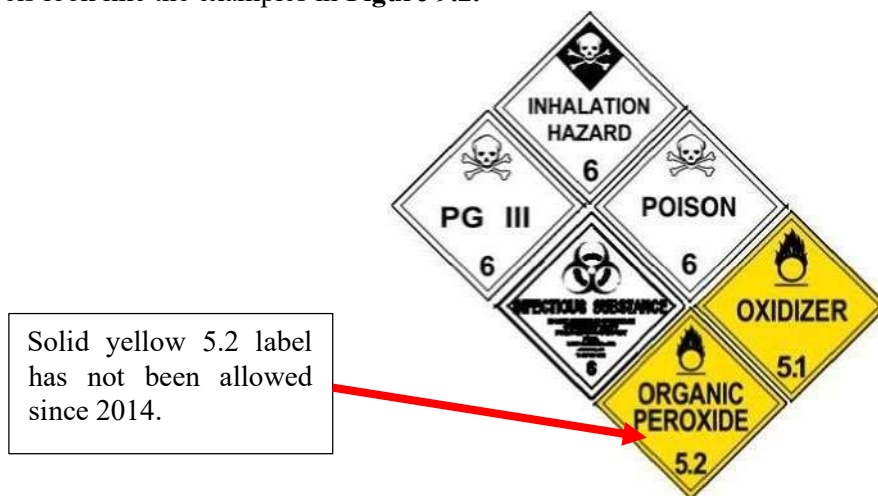 INHALATION
HAZARD
6
PG III
6
POISON
6
INFECTIOUS SUBSTANCE
6
OXIDIZER
5.1
ORGANIC
PEROXIDE
5.2
Solid yellow 5.2 label
has not been allowed
since 2014.